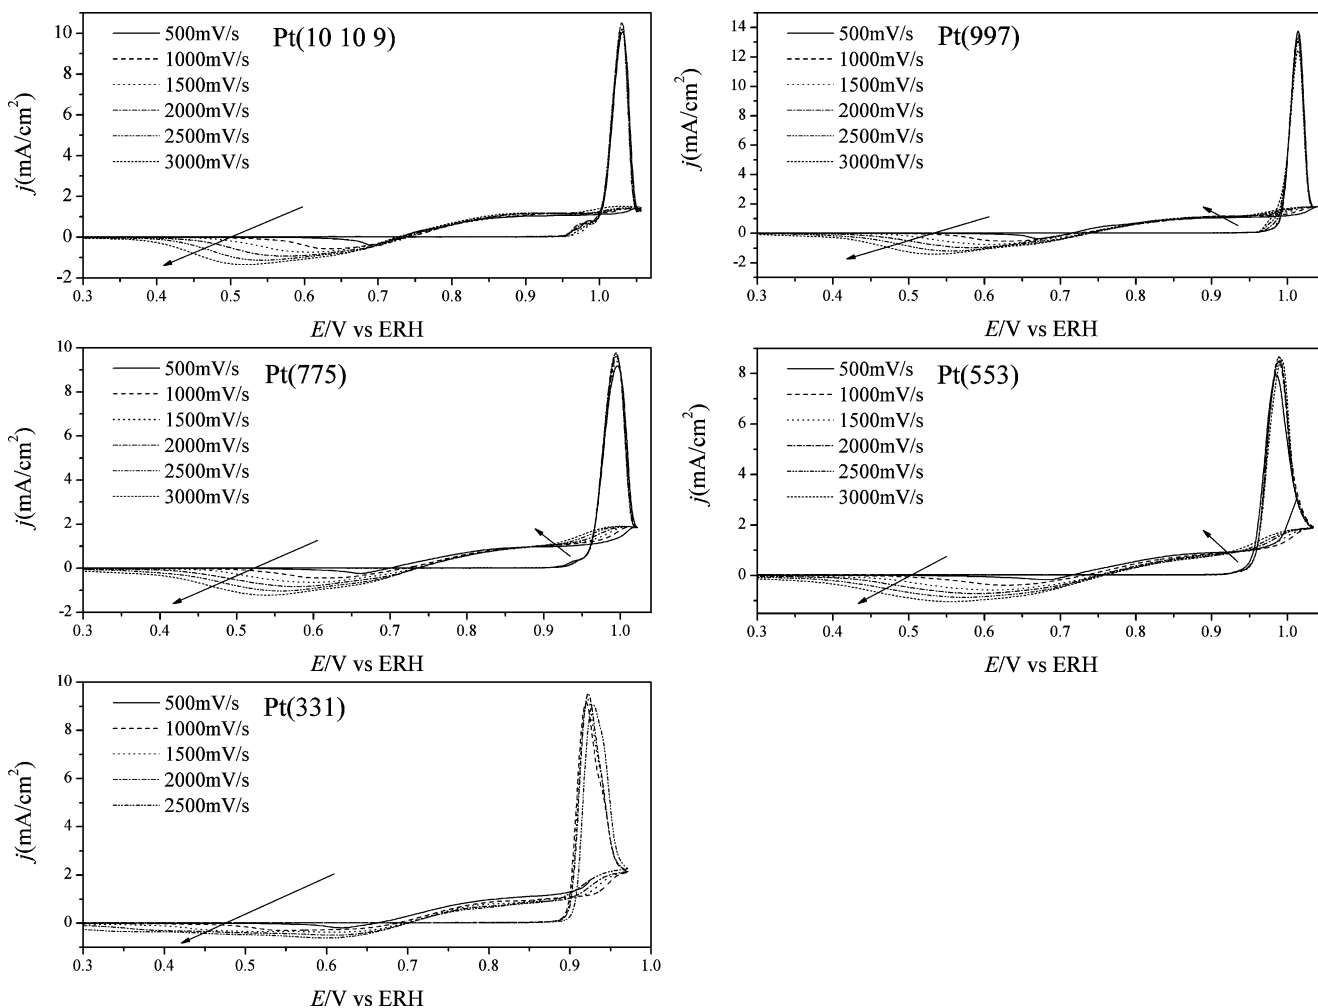 Pt(10 10 9)
500mV/s
1000mV/s
1500mV/s
2000mV/s
2500mV/s
3000mV/s
j(mA/cm²)
10
8
6
4
2
0
-2
0.3 0.4 0.5 0.6 0.7 0.8 0.9 1.0
E/V vs ERH
Pt(997)
500mV/s
1000mV/s
1500mV/s
2000mV/s
2500mV/s
3000mV/s
j(mA/cm²)
14
12
10
8
6
4
2
0
-2
0.3 0.4 0.5 0.6 0.7 0.8 0.9 1.0
E/V vs ERH
Pt(775)
500mV/s
1000mV/s
1500mV/s
2000mV/s
2500mV/s
3000mV/s
j(mA/cm²)
10
8
6
4
2
0
-2
0.3 0.4 0.5 0.6 0.7 0.8 0.9 1.0
E/V vs ERH
Pt(553)
500mV/s
1000mV/s
1500mV/s
2000mV/s
2500mV/s
3000mV/s
j(mA/cm²)
8
6
4
2
0
0.3 0.4 0.5 0.6 0.7 0.8 0.9 1.0
E/V vs ERH
Pt(331)
500mV/s
1000mV/s
1500mV/s
2000mV/s
2500mV/s
j(mA/cm²)
10
8
6
4
2
0
0.3 0.4 0.5 0.6 0.7 0.8 0.9 1.0
E/V vs ERH